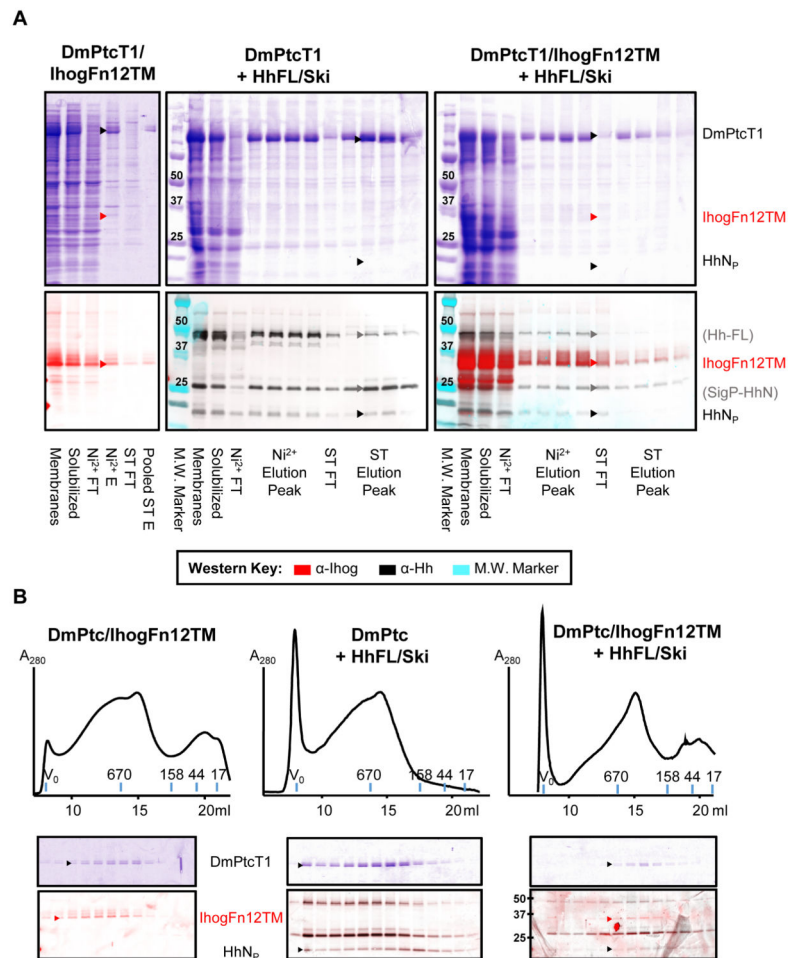 A
DmPtcT1/
IhogFn12TM
DmPtcT1
+ HhFL/Ski
DmPtcT1/IhogFn12TM
+ HhFL/Ski
50
37
25
50
37
25
DmPtcT1
IhogFn12TM
HhNP
50
37
25
50
37
25
(Hh-FL)
IhogFn12TM
(SigP-HhN)
HhNP
Membranes
Solubilized
Ni2+ FT
Ni2+ E
ST FT
Pooled ST E
M.W. Marker
Membranes
Solubilized
Ni2+ FT
Ni2+
Elution
Peak
ST FT
ST
Elution
Peak
M.W. Marker
Membranes
Solubilized
Ni2+ FT
Ni2+
Elution
Peak
ST FT
ST
Elution
Peak
Western Key: α-Ihog α-Hh M.W. Marker
B
DmPtc/IhogFn12TM
DmPtc
+ HhFL/Ski
DmPtc/IhogFn12TM
+ HhFL/Ski
A280
A280
A280
V0 670 158 44 17
V0 670 158 44 17
V0 670 158 44 17
10 15 20ml
10 15 20ml
10 15 20ml
DmPtcT1
IhogFn12TM
HhNP
50
37
25